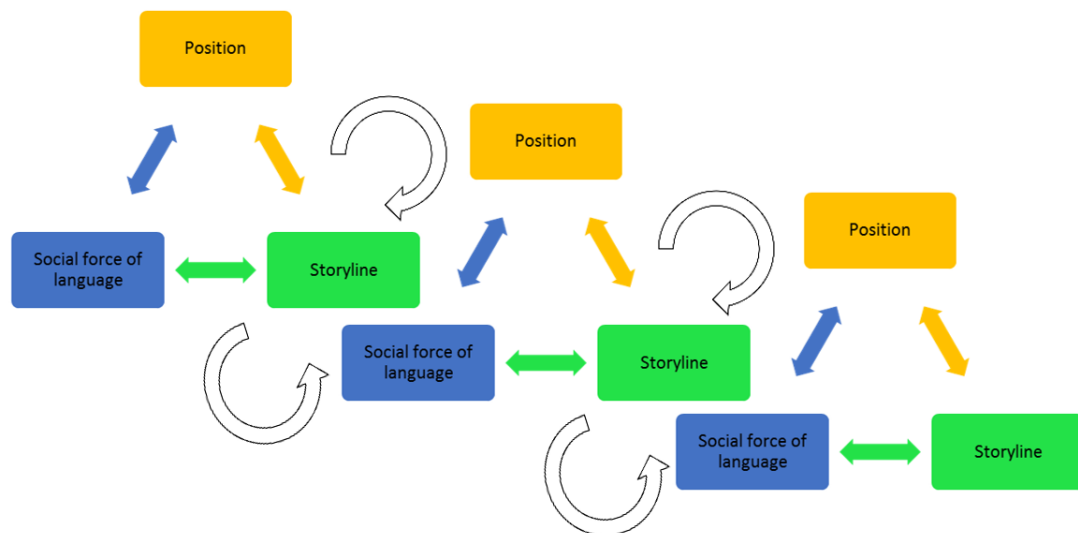 Position
Position
Position
Social force of
language
Storyline
Social force of
language
Storyline
Social force of
language
Storyline